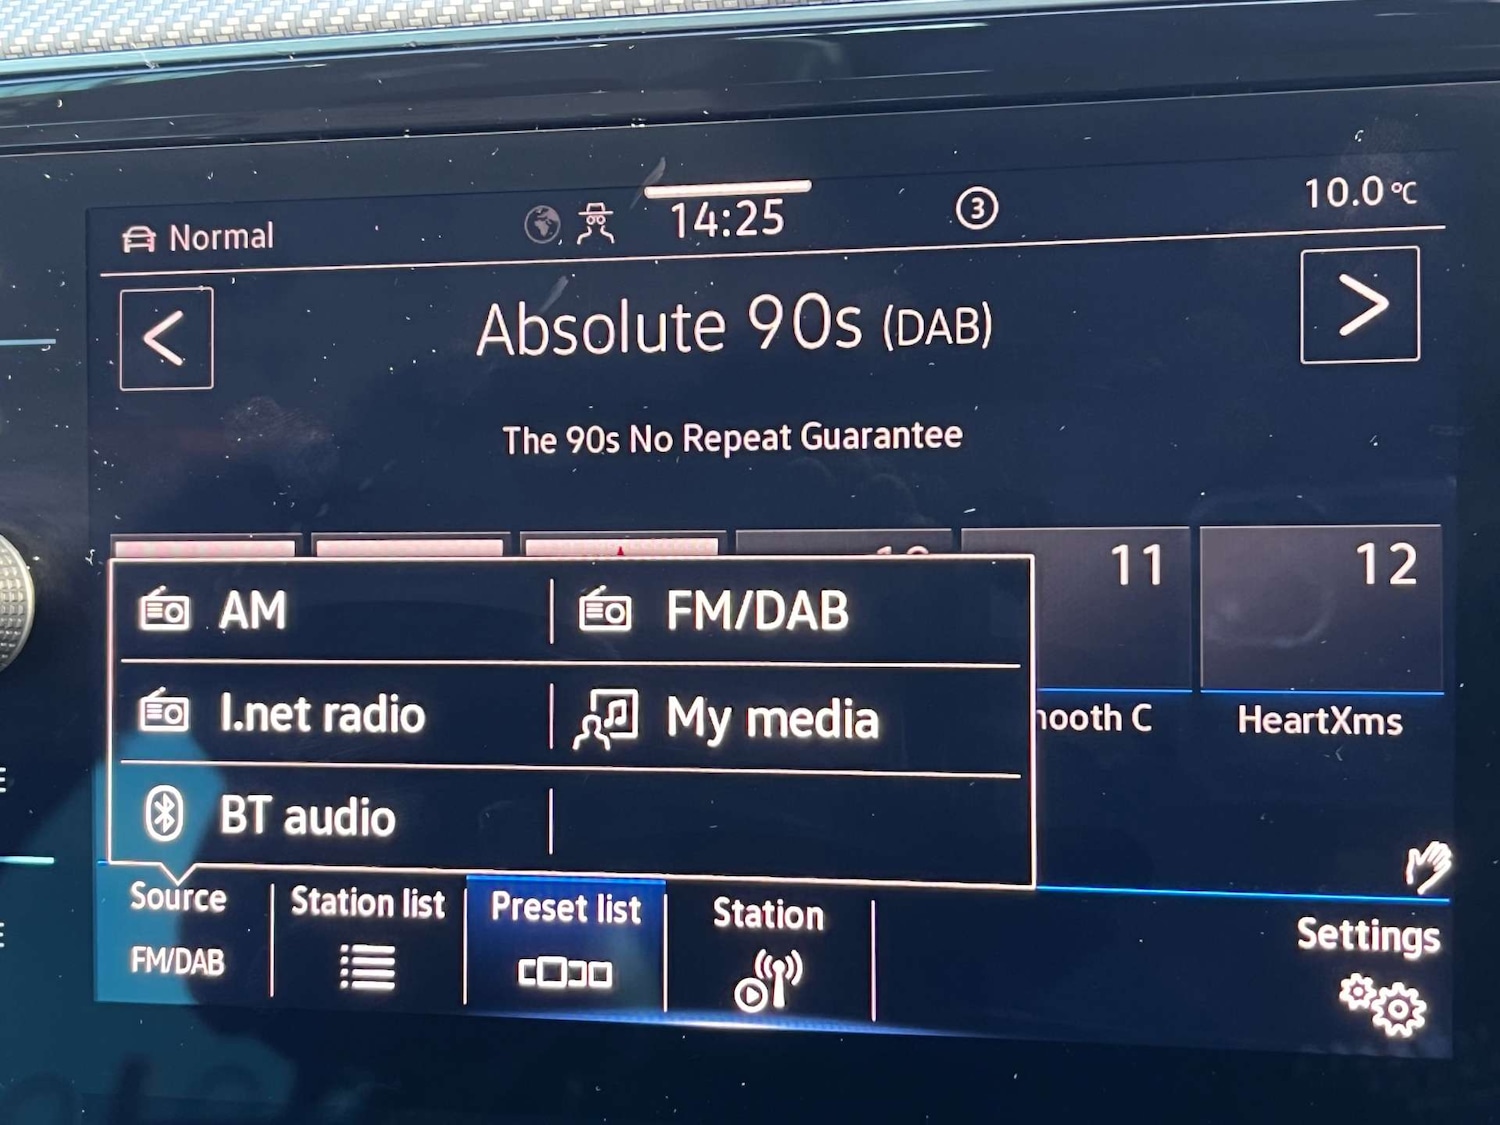 Normal
14:25
3
10.0°C
Absolute 90s (DAB)
The 90s No Repeat Guarantee
11
12
AM
FM/DAB
I.net radio
My media
HeartXms
BT audio
Source
Station list
Preset list
Station
FM/DAB
Settings